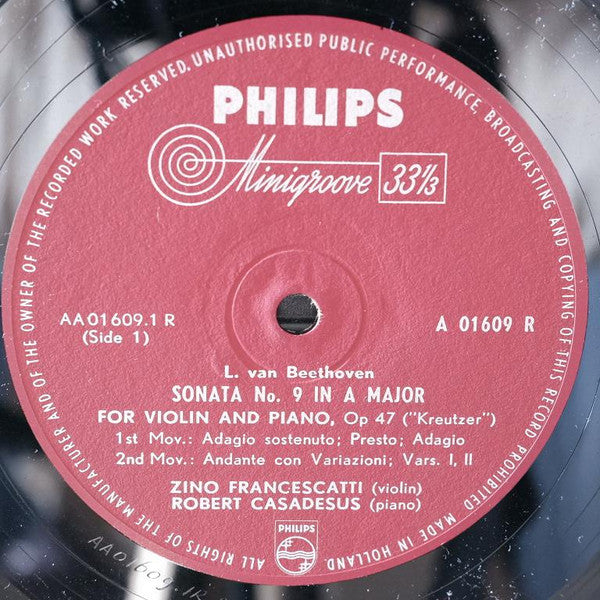 ALL RIGHTS OF THE MANUFACTURER AND OF THE OWNER OF THE RECORDED WORK RESERVED. UNAUTHORISED PUBLIC PERFORMANCE, BROADCASTING AND COPYING OF THIS RECORD PROHIBITED MADE IN HOLLAND.
PHILIPS
Minigroove 33⅓
AA 01609.1 R
(Side 1)
A 01609 R
L. van Beethoven
SONATA No. 9 IN A MAJOR
FOR VIOLIN AND PIANO, Op 47 ("Kreutzer")
1st Mov.: Adagio sostenuto; Presto; Adagio
2nd Mov.: Andante con Variazioni; Vars. I, II
ZINO FRANCESCATTI (violin)
ROBERT CASADESUS (piano)
PHILIPS